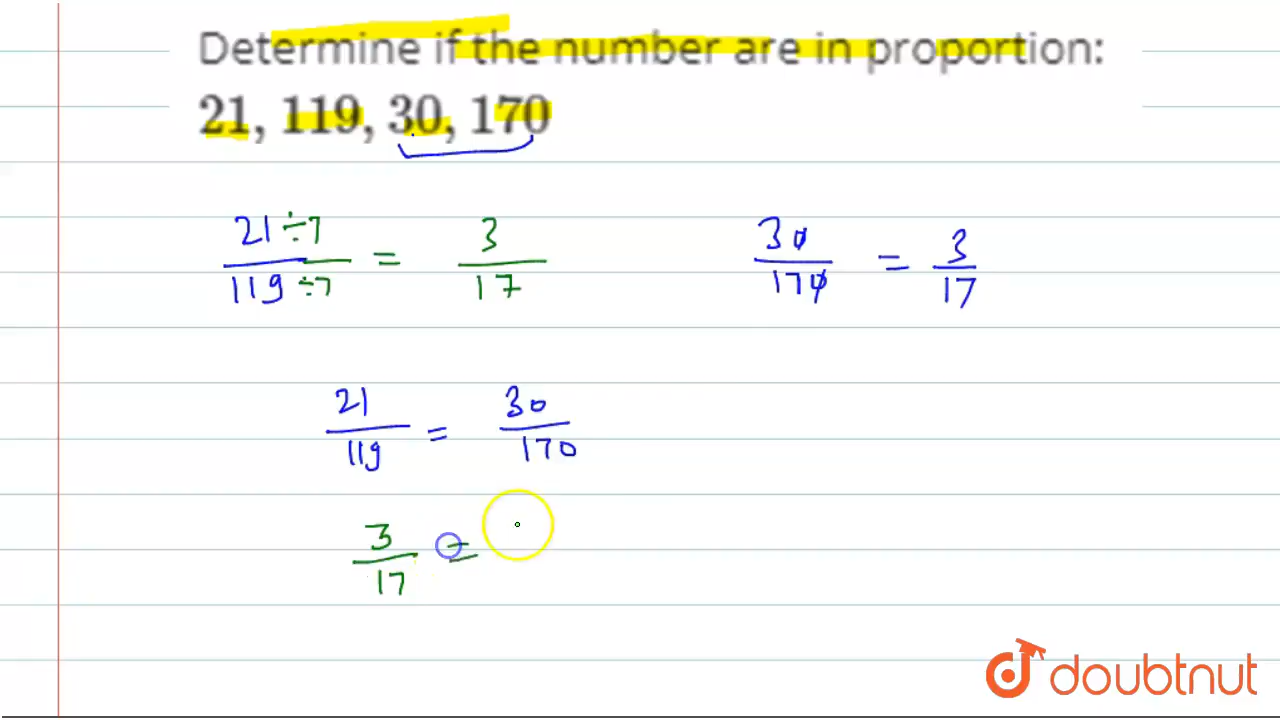 Determine if the number are in proportion:
21, 119, 30, 170
21 ÷7 / 119 ÷7 = 3 / 17
30 / 170 = 3 / 17
21 / 119 = 30 / 170
3 / 17 =
doubtnut